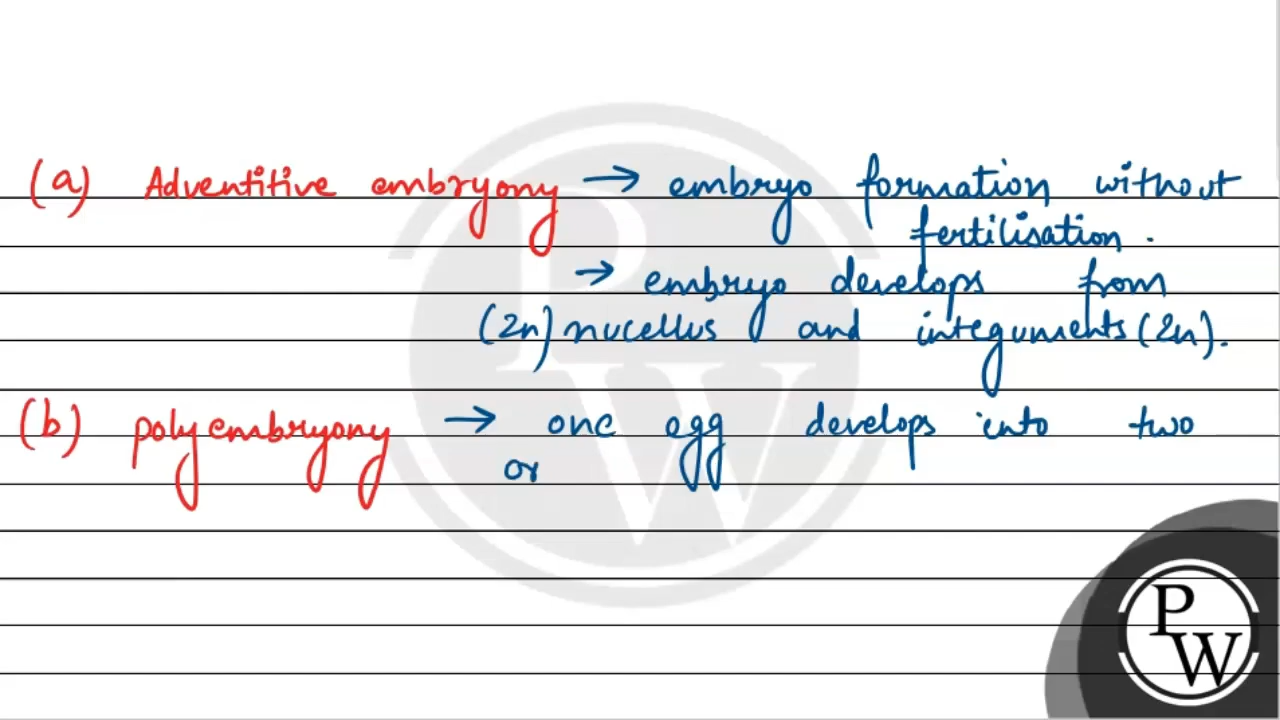 (a) Adventitive embryony → embryo formation without
fertilisation.
→ embryo develops from
(2n) nucellus and integuments (2n).
(b) polyembryony → one egg develops into two
or
P
W
P
W